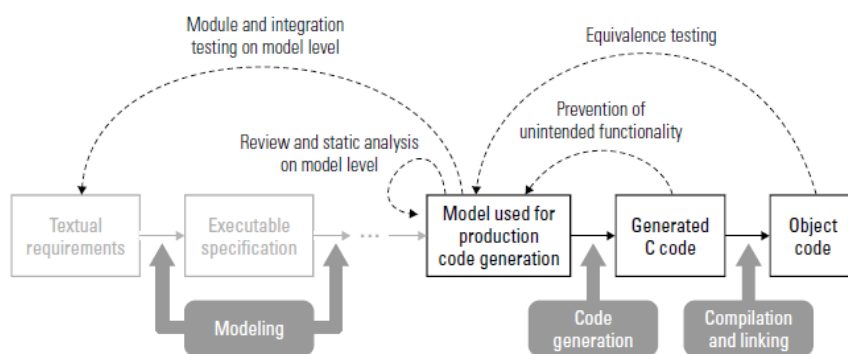 Module and integration
testing on model level
Equivalence testing
Prevention of
unintended functionality
Review and static analysis
on model level
Textual
requirements
Executable
specification
...
Model used for
production
code generation
Generated
C code
Object
code
Modeling
Code
generation
Compilation
and linking